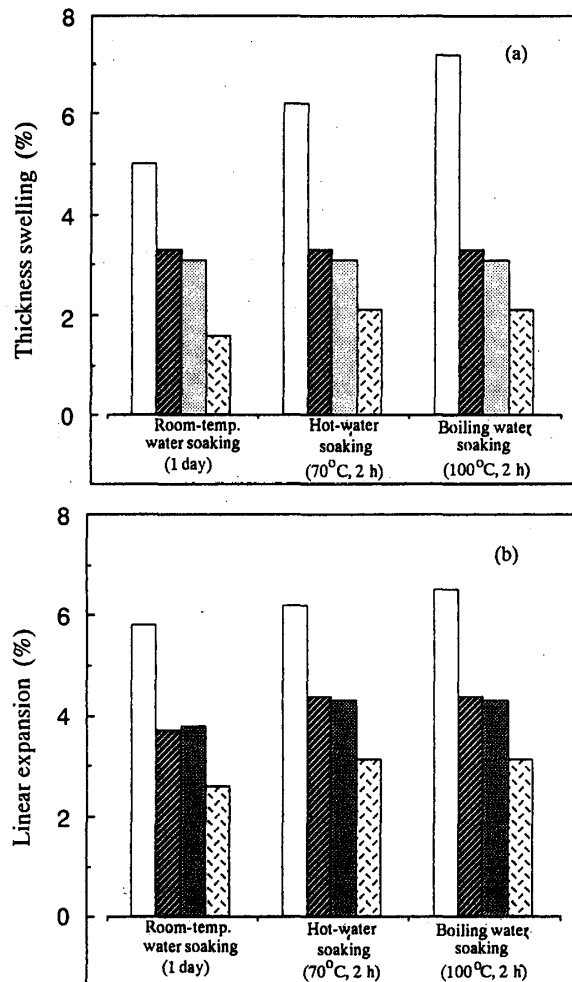 8
(a)
6
4
2
0
Thickness swelling (%)
Room-temp. Hot-water Boiling water
water soaking soaking soaking
(1 day) (70°C, 2 h) (100°C, 2 h)
8
(b)
6
4
2
0
Linear expansion (%)
Room-temp. Hot-water Boiling water
water soaking soaking soaking
(1 day) (70°C, 2 h) (100°C, 2 h)